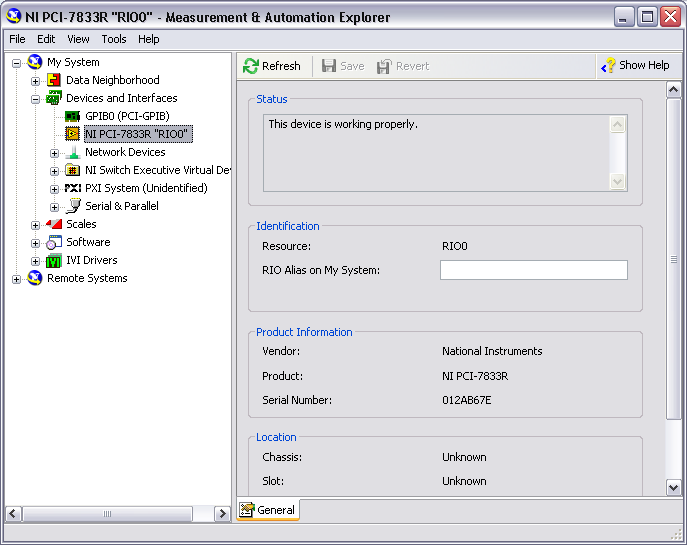 NI PCI-7833R "RIO0" - Measurement & Automation Explorer
File Edit View Tools Help
My System
Data Neighborhood
Devices and Interfaces
GPIB0 (PCI-GPIB)
NI PCI-7833R "RIO0"
Network Devices
NI Switch Executive Virtual Dev
PXI PXI System (Unidentified)
Serial & Parallel
Scales
Software
IVI Drivers
Remote Systems
Refresh Save Revert Show Help
Status
This device is working properly.
Identification
Resource: RIO0
RIO Alias on My System:
Product Information
Vendor: National Instruments
Product: NI PCI-7833R
Serial Number: 012AB67E
Location
Chassis: Unknown
Slot: Unknown
General